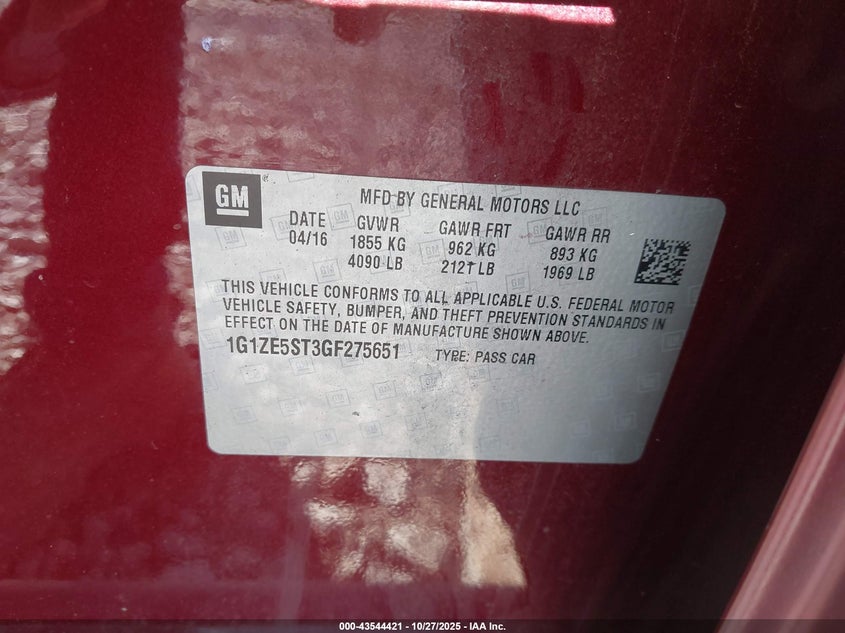 GM
MFD BY GENERAL MOTORS LLC
DATE GVWR GAWR FRT GAWR RR
04/16 1855 KG 962 KG 893 KG
4090 LB 2121 LB 1969 LB
THIS VEHICLE CONFORMS TO ALL APPLICABLE U.S. FEDERAL MOTOR
VEHICLE SAFETY, BUMPER, AND THEFT PREVENTION STANDARDS IN
EFFECT ON THE DATE OF MANUFACTURE SHOWN ABOVE.
1G1ZE5ST3GF275651 TYPE: PASS CAR
000-43544421 | 10/27/2025 - IAA Inc.